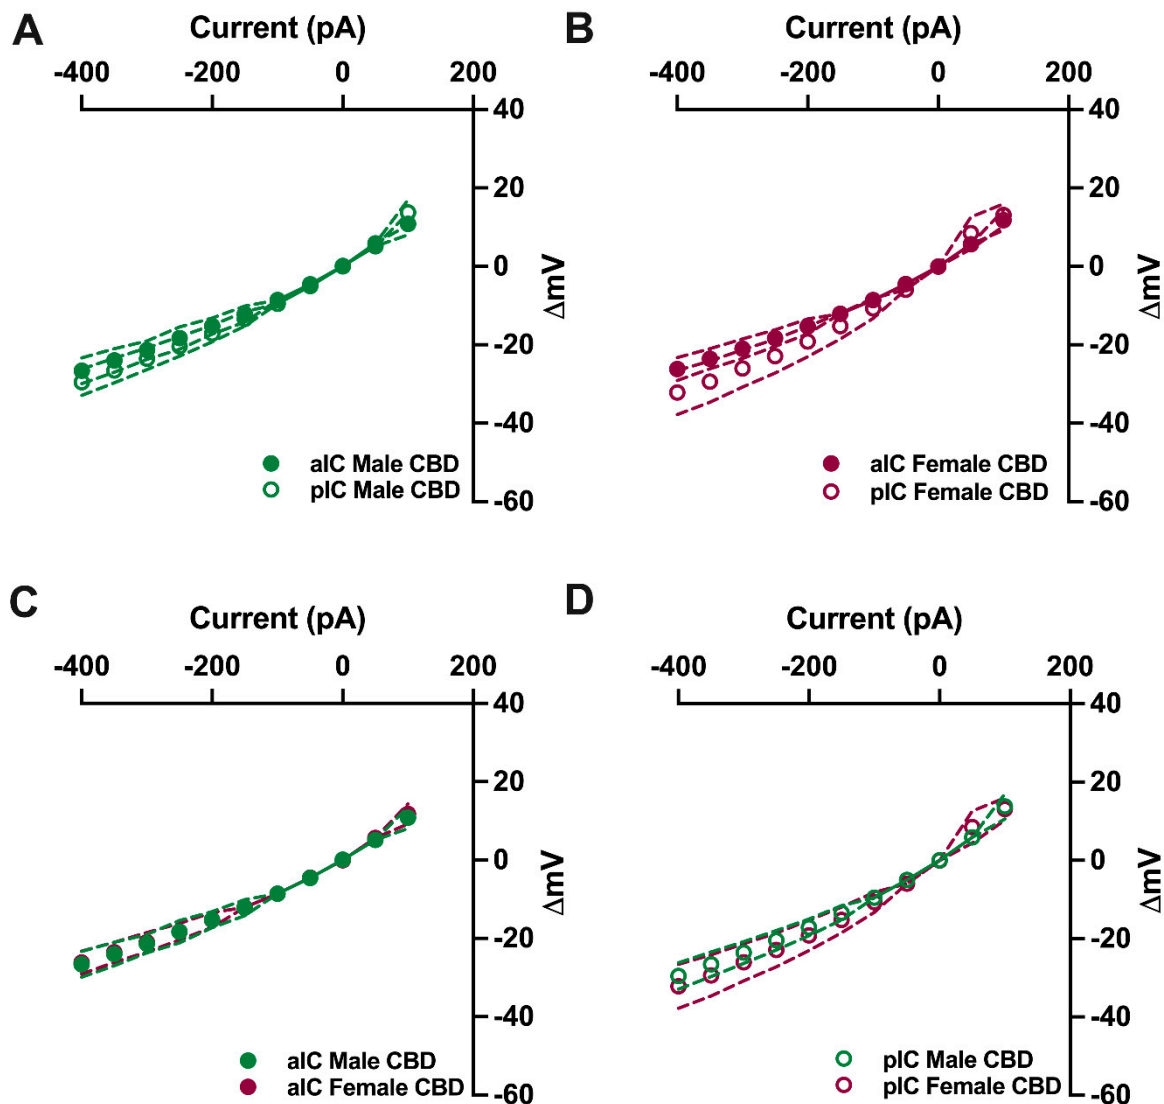 A
Current (pA)
-400 -200 0 200
40
20
0
-20
-40
-60
ΔmV
aIC Male CBD
pIC Male CBD
B
Current (pA)
-400 -200 0 200
40
20
0
-20
-40
-60
ΔmV
aIC Female CBD
pIC Female CBD
C
Current (pA)
-400 -200 0 200
40
20
0
-20
-40
-60
ΔmV
aIC Male CBD
aIC Female CBD
D
Current (pA)
-400 -200 0 200
40
20
0
-20
-40
-60
ΔmV
pIC Male CBD
pIC Female CBD